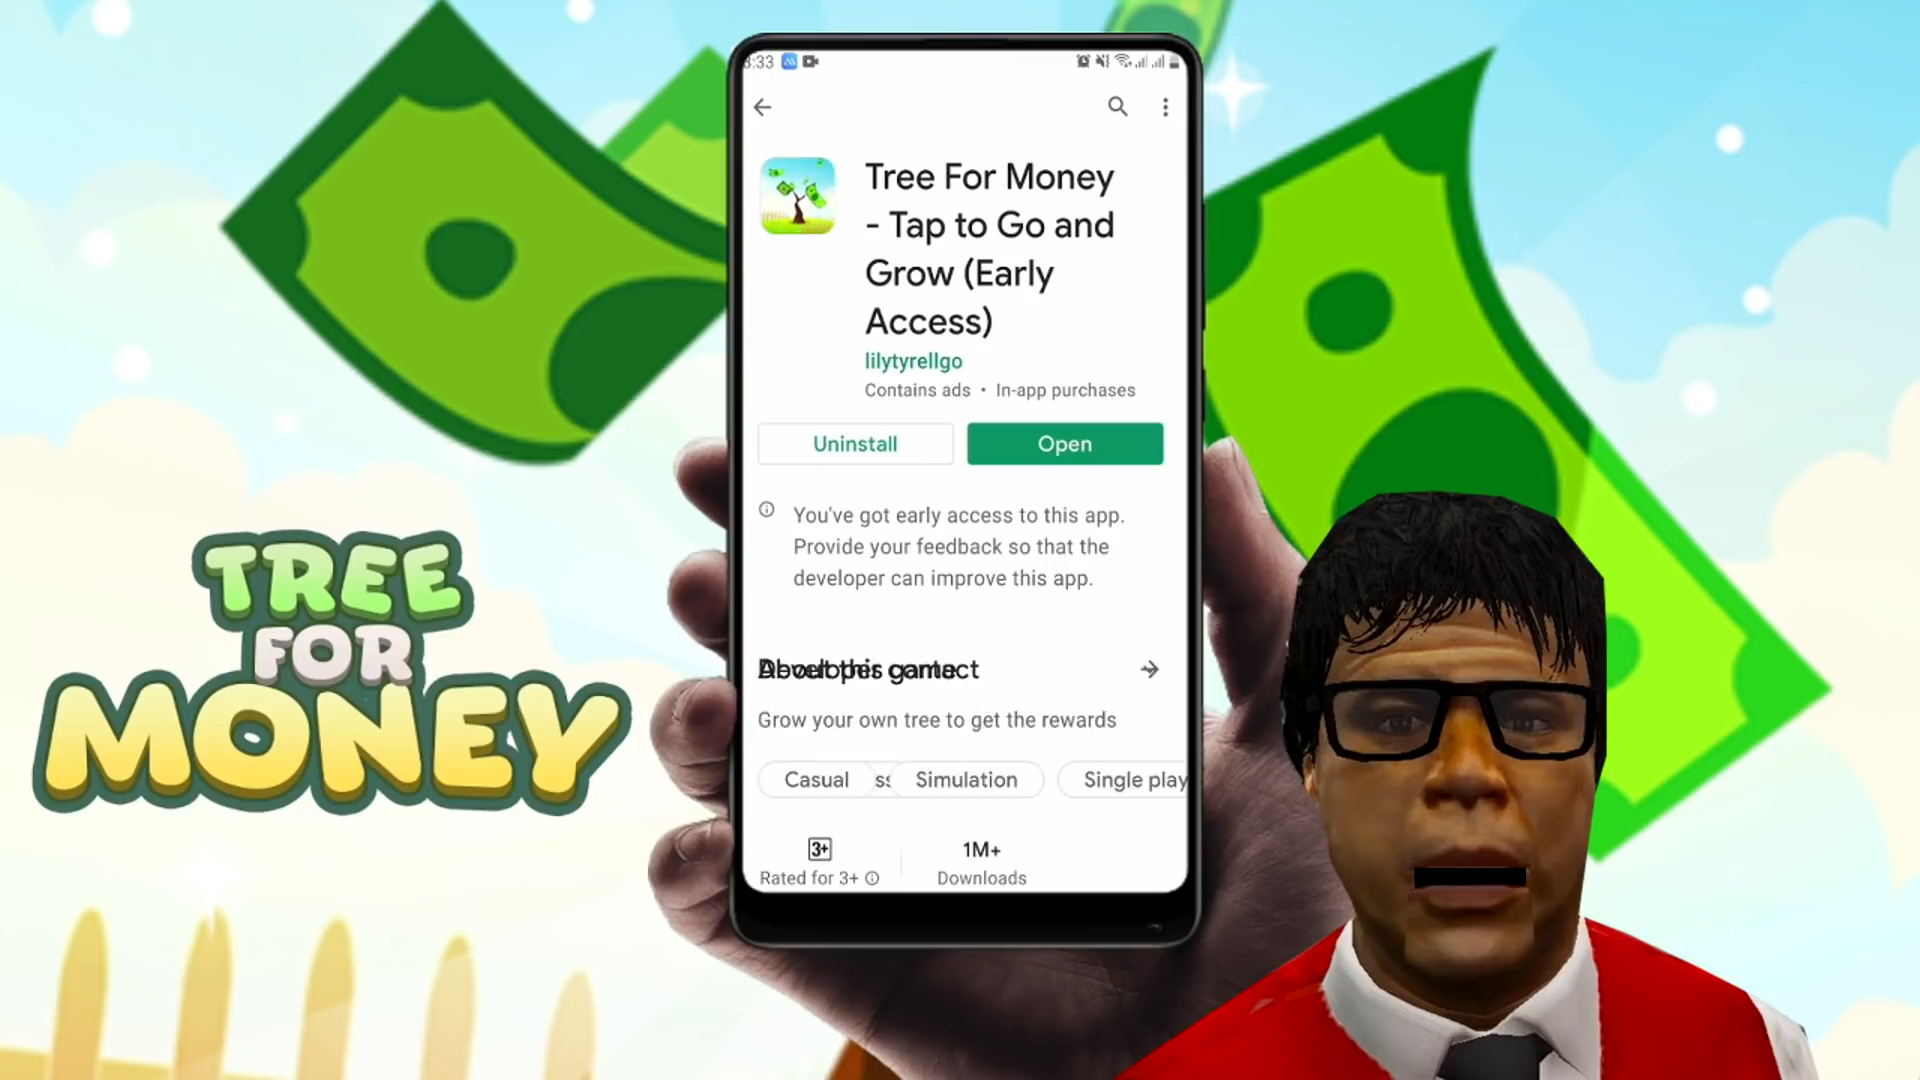 TREE
FOR
MONEY
3:33
Tree For Money
- Tap to Go and
Grow (Early
Access)
lilytyrellgo
Contains ads • In-app purchases
Uninstall
Open
You've got early access to this app.
Provide your feedback so that the
developer can improve this app.
Grow your own tree to get the rewards
Casual
Simulation
Single play
3+
Rated for 3+
1M+
Downloads